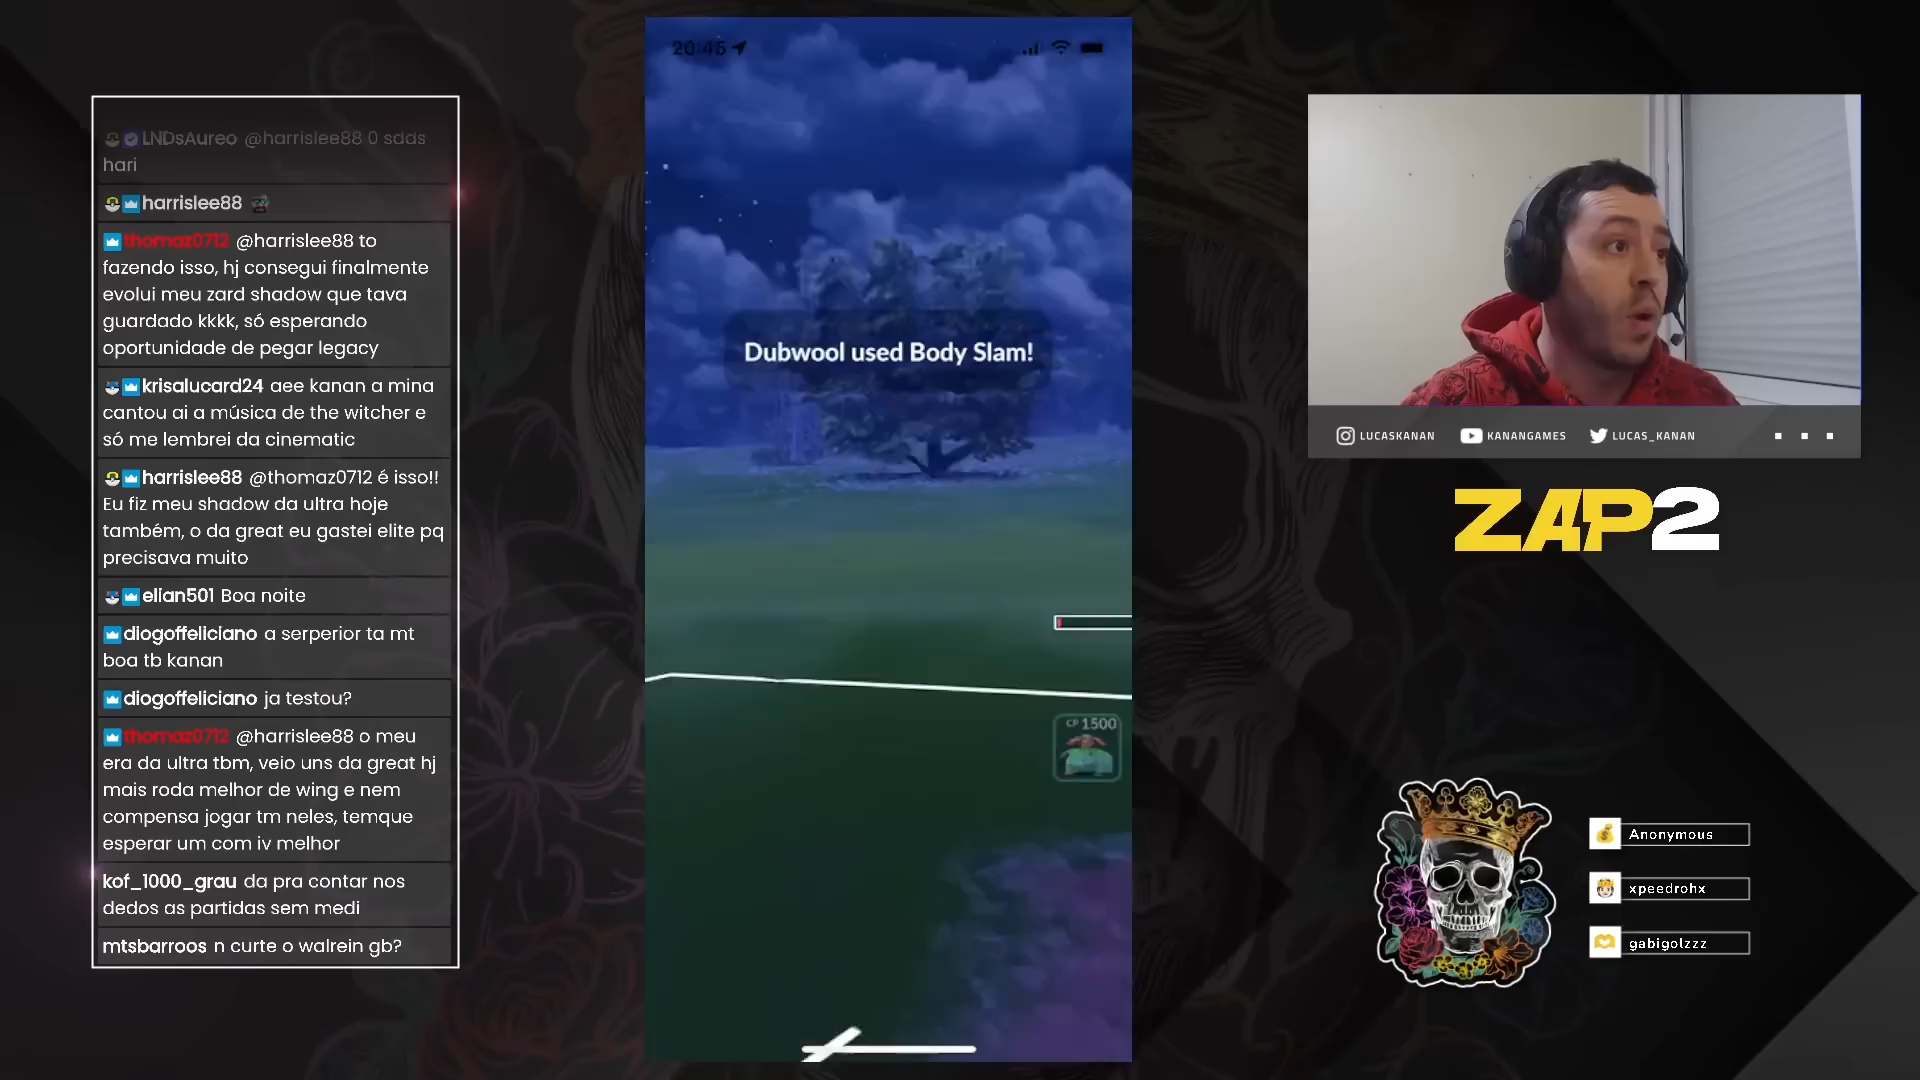 LNDsAureo @harrislee88 0 sdds
hari
harrislee88
thomaz0712 @harrislee88 to
fazendo isso, hj consegui finalmente
evolui meu zard shadow que tava
guardado kkkk, só esperando
oportunidade de pegar legacy
krisalucard24 aee kanan a mina
cantou ai a música de the witcher e
só me lembrei da cinematic
harrislee88 @thomaz0712 é isso!!
Eu fiz meu shadow da ultra hoje
também, o da great eu gastei elite pq
precisava muito
elian501 Boa noite
diogoffeliciano a serperior ta mt
boa tb kanan
diogoffeliciano ja testou?
thomaz0712 @harrislee88 o meu
era da ultra tbm, veio uns da great hj
mais roda melhor de wing e nem
compensa jogar tm neles, temque
esperar um com iv melhor
kof_1000_grau da pra contar nos
dedos as partidas sem medi
mtsbarroos n curte o walrein gb?
20:45
Dubwool used Body Slam!
CP 1500
LUCASKANAN KANANGAMES LUCAS_KANAN
ZAP2
Anonymous
xpeedrohx
gabigolzzz